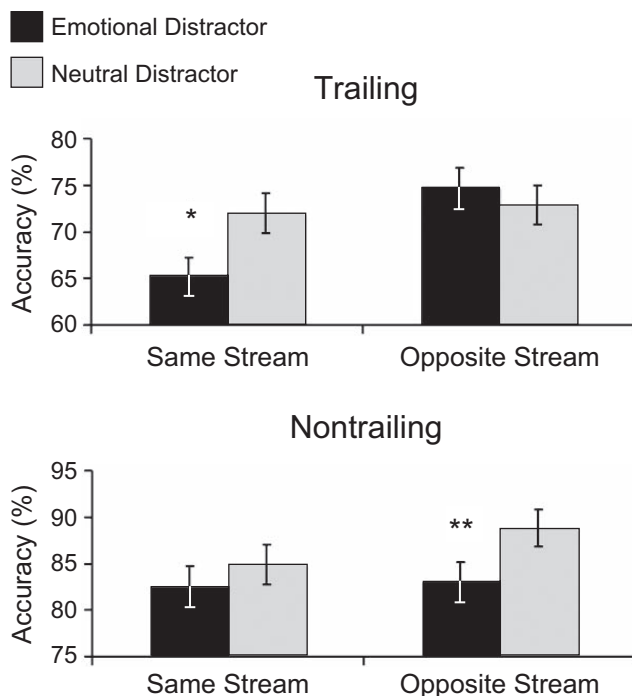 Emotional Distractor
Neutral Distractor
Trailing
Accuracy (%)
80
75
70
65
60
*
Same Stream
Opposite Stream
Nontrailing
Accuracy (%)
95
90
85
80
75
**
Same Stream
Opposite Stream